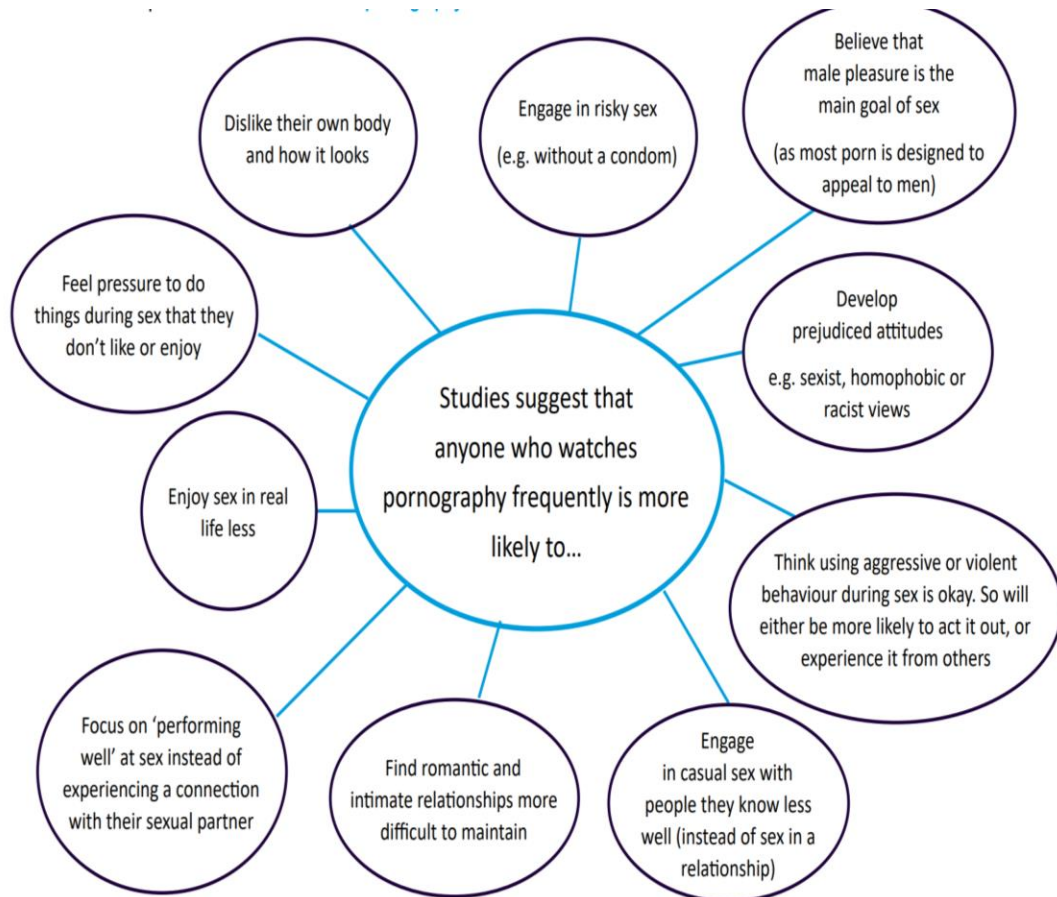 Dislike their own body
and how it looks
Engage in risky sex
(e.g. without a condom)
Believe that
male pleasure is the
main goal of sex
(as most porn is designed to
appeal to men)
Feel pressure to do
things during sex that they
don't like or enjoy
Develop
prejudiced attitudes
e.g. sexist, homophobic or
racist views
Studies suggest that
anyone who watches
pornography frequently is more
likely to...
Enjoy sex in real
life less
Think using aggressive or violent
behaviour during sex is okay. So will
either be more likely to act it out, or
experience it from others
Focus on 'performing
well' at sex instead of
experiencing a connection
with their sexual partner
Find romantic and
intimate relationships more
difficult to maintain
Engage
in casual sex with
people they know less
well (instead of sex in a
relationship)